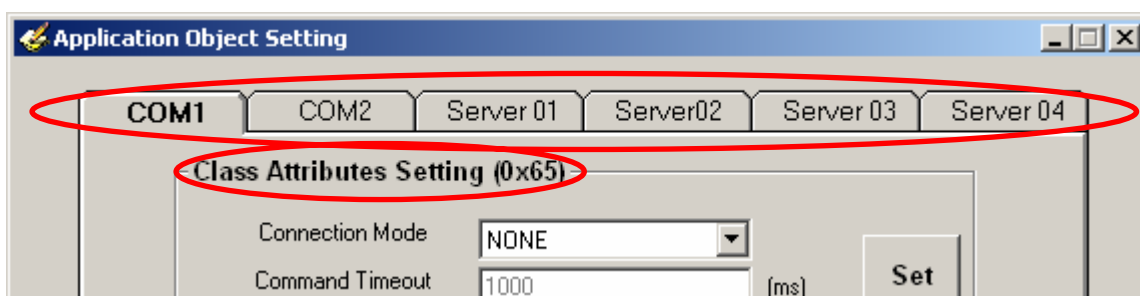 Application Object Setting
COM1 COM2 Server 01 Server02 Server 03 Server 04
Class Attributes Setting (0x65)
Connection Mode NONE
Command Timeout 1000 (ms) Set